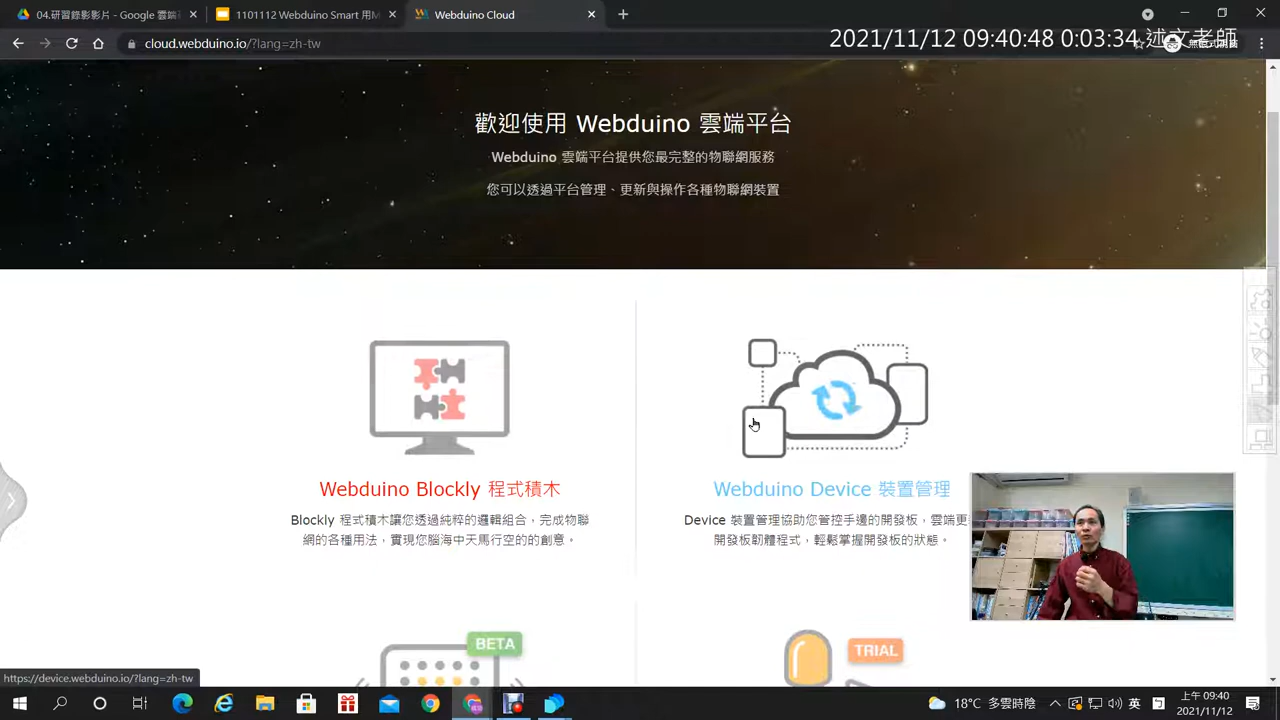 04.研習錄影影片 - Google 雲端
1101112 Webduino Smart 用M
Webduino Cloud
cloud.webduino.io/?lang=zh-tw
2021/11/12 09:40:48 0:03:34 述文老師
歡迎使用 Webduino 雲端平台
Webduino 雲端平台提供您最完整的物聯網服務
您可以透過平台管理、更新與操作各種物聯網裝置
Webduino Blockly 程式積木
Blockly 程式積木讓您透過純粹的邏輯組合，完成物聯
網的各種用法，實現您腦海中天馬行空的的創意。
Webduino Device 裝置管理
Device 裝置管理協助您管控手邊的開發板，雲端更
開發板韌體程式，輕鬆掌握開發板的狀態。
BETA
TRIAL
https://device.webduino.io/?lang=zh-tw
18°C 多雲時陰
英
上午 09:40
2021/11/12